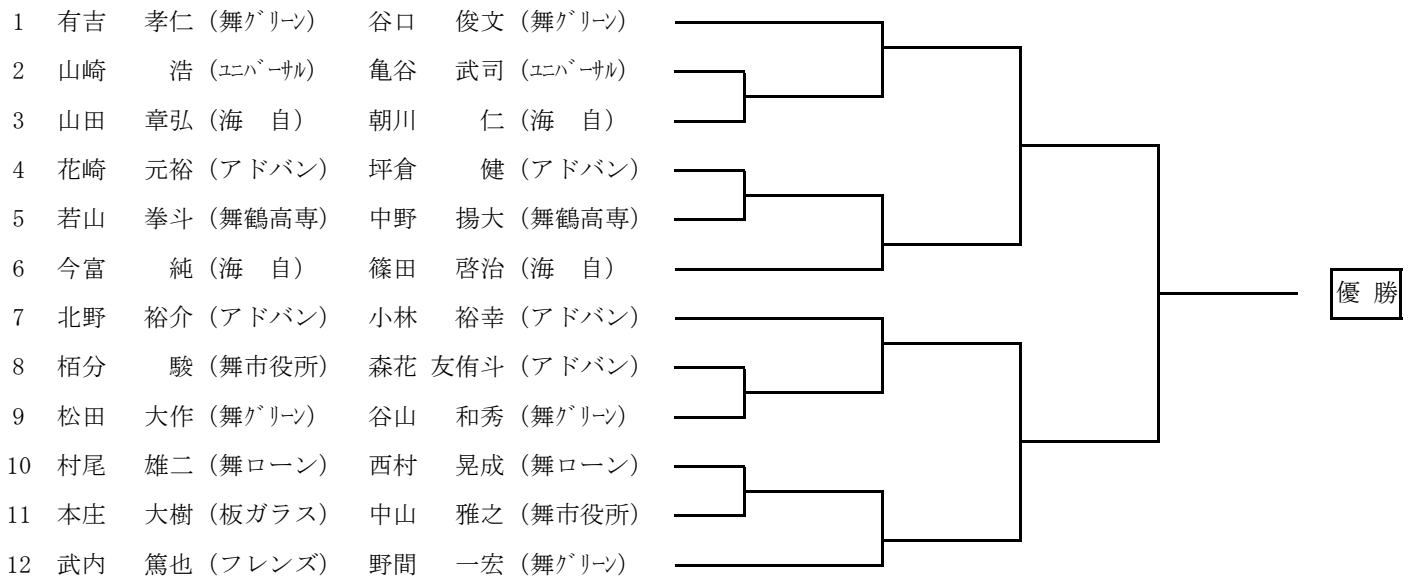 1 有吉 孝仁 (舞グリーン) 谷口 俊文 (舞グリーン)
2 山崎 浩 (ユニバーサル) 亀谷 武司 (ユニバーサル)
3 山田 章弘 (海 自) 朝川 仁 (海 自)
4 花崎 元裕 (アドバン) 坪倉 健 (アドバン)
5 若山 拳斗 (舞鶴高専) 中野 揚大 (舞鶴高専)
6 今富 純 (海 自) 篠田 啓治 (海 自)
優 勝
7 北野 裕介 (アドバン) 小林 裕幸 (アドバン)
8 栢分 駿 (舞市役所) 森花 友侑斗 (アドバン)
9 松田 大作 (舞グリーン) 谷山 和秀 (舞グリーン)
10 村尾 雄二 (舞ローン) 西村 晃成 (舞ローン)
11 本庄 大樹 (板ガラス) 中山 雅之 (舞市役所)
12 武内 篤也 (フレンズ) 野間 一宏 (舞グリーン)